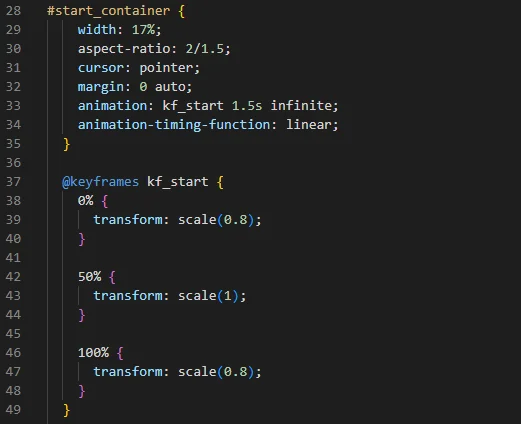 28 #start_container {
29 width: 17%;
30 aspect-ratio: 2/1.5;
31 cursor: pointer;
32 margin: 0 auto;
33 animation: kf_start 1.5s infinite;
34 animation-timing-function: linear;
35 }
36
37 @keyframes kf_start {
38 0% {
39 transform: scale(0.8);
40 }
41
42 50% {
43 transform: scale(1);
44 }
45
46 100% {
47 transform: scale(0.8);
48 }
49 }